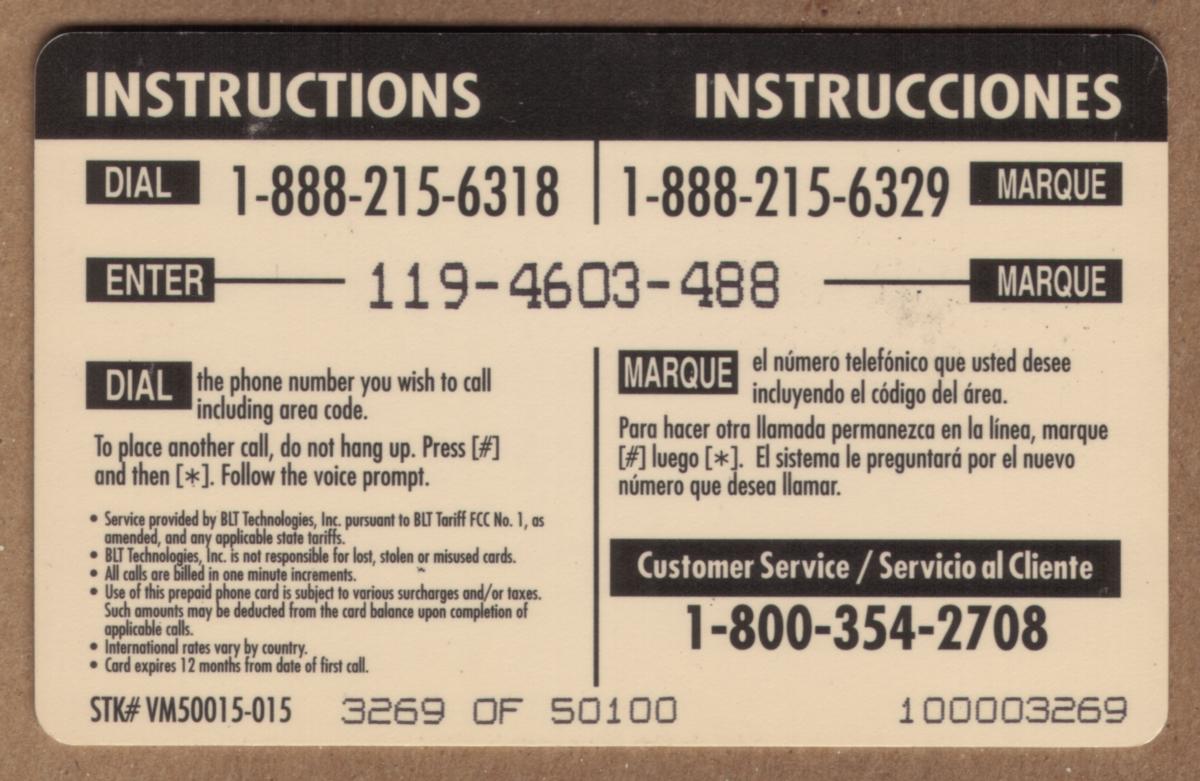 INSTRUCTIONS
INSTRUCCIONES
DIAL 1-888-215-6318
1-888-215-6329 MARQUE
ENTER 119-4603-488 MARQUE
DIAL the phone number you wish to call
including area code.
To place another call, do not hang up. Press [#]
and then [*]. Follow the voice prompt.
• Service provided by BLT Technologies, Inc. pursuant to BLT Tariff FCC No. 1, as
amended, and any applicable state tariffs.
• BLT Technologies, Inc. is not responsible for lost, stolen or misused cards.
• All calls are billed in one minute increments.
• Use of this prepaid phone card is subject to various surcharges and/or taxes.
Such amounts may be deducted from the card balance upon completion of
applicable calls.
• International rates vary by country.
• Card expires 12 months from date of first call.
MARQUE el número telefónico que usted desee
incluyendo el código del área.
Para hacer otra llamada permanezca en la línea, marque
[#] luego [*]. El sistema le preguntará por el nuevo
número que desea llamar.
Customer Service / Servicio al Cliente
1-800-354-2708
STK# VM50015-015 3269 OF 50100 100003269